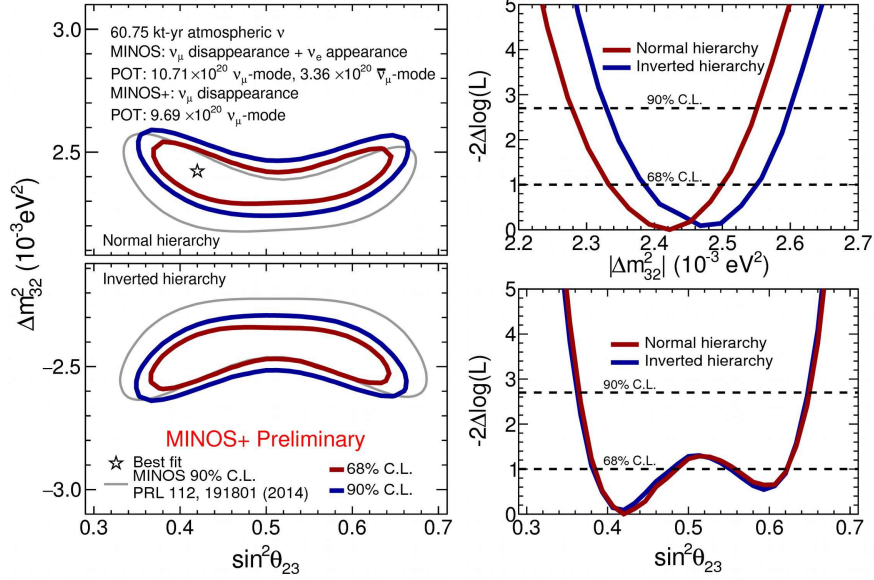 60.75 kt-yr atmospheric ν
MINOS: νμ disappearance + νe appearance
POT: 10.71 ×10²⁰ νμ-mode, 3.36 ×10²⁰ ν̅μ-mode
MINOS+: νμ disappearance
POT: 9.69 ×10²⁰ νμ-mode
3.0
2.5
Normal hierarchy
Δm²₃₂ (10⁻³eV²)
Inverted hierarchy
−2.5
MINOS+ Preliminary
Best fit
MINOS 90% C.L.
PRL 112, 191801 (2014)
68% C.L.
90% C.L.
−3.0
0.3 0.4 0.5 0.6 0.7
sin²θ₂₃
5
4
3
2
1
0
-2Δlog(L)
Normal hierarchy
Inverted hierarchy
90% C.L.
68% C.L.
2.2 2.3 2.4 2.5 2.6 2.7
|Δm²₃₂| (10⁻³ eV²)
5
4
3
2
1
0
-2Δlog(L)
Normal hierarchy
Inverted hierarchy
90% C.L.
68% C.L.
0.3 0.4 0.5 0.6 0.7
sin²θ₂₃